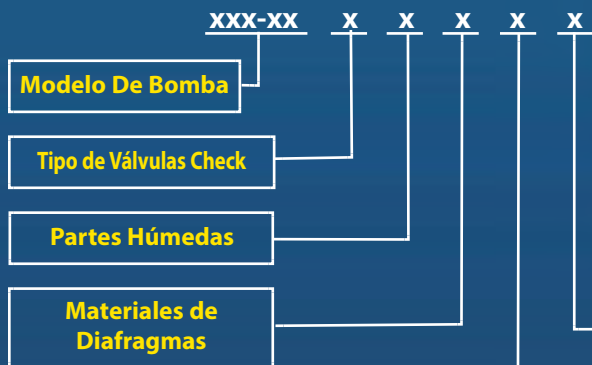 xxx-xx x x x x x
Modelo De Bomba
Tipo de Válvulas Check
Partes Húmedas
Materiales de
Diafragmas